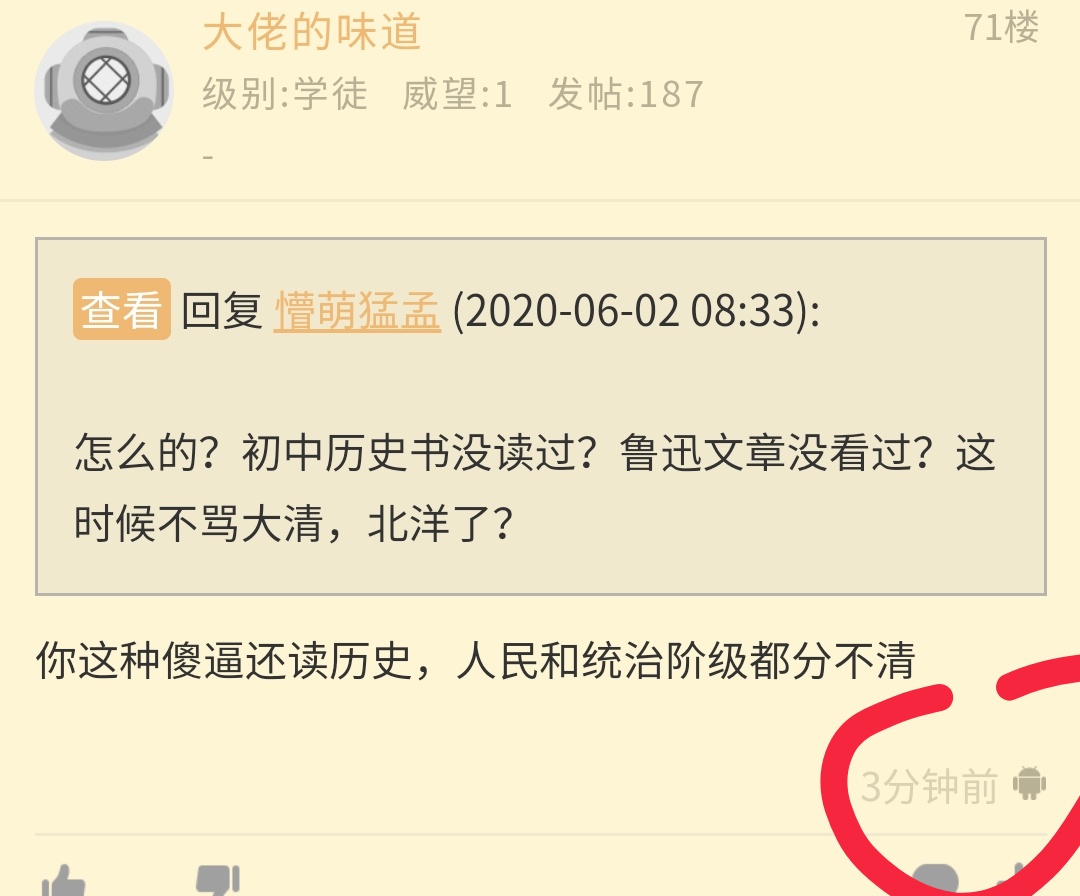 大佬的味道
71楼
级别:学徒 威望:1 发帖:187
-
查看 回复 懵萌猛孟 (2020-06-02 08:33):
怎么的？初中历史书没读过？鲁迅文章没看过？这
时候不骂大清，北洋了？
你这种傻逼还读历史，人民和统治阶级都分不清
3分钟前